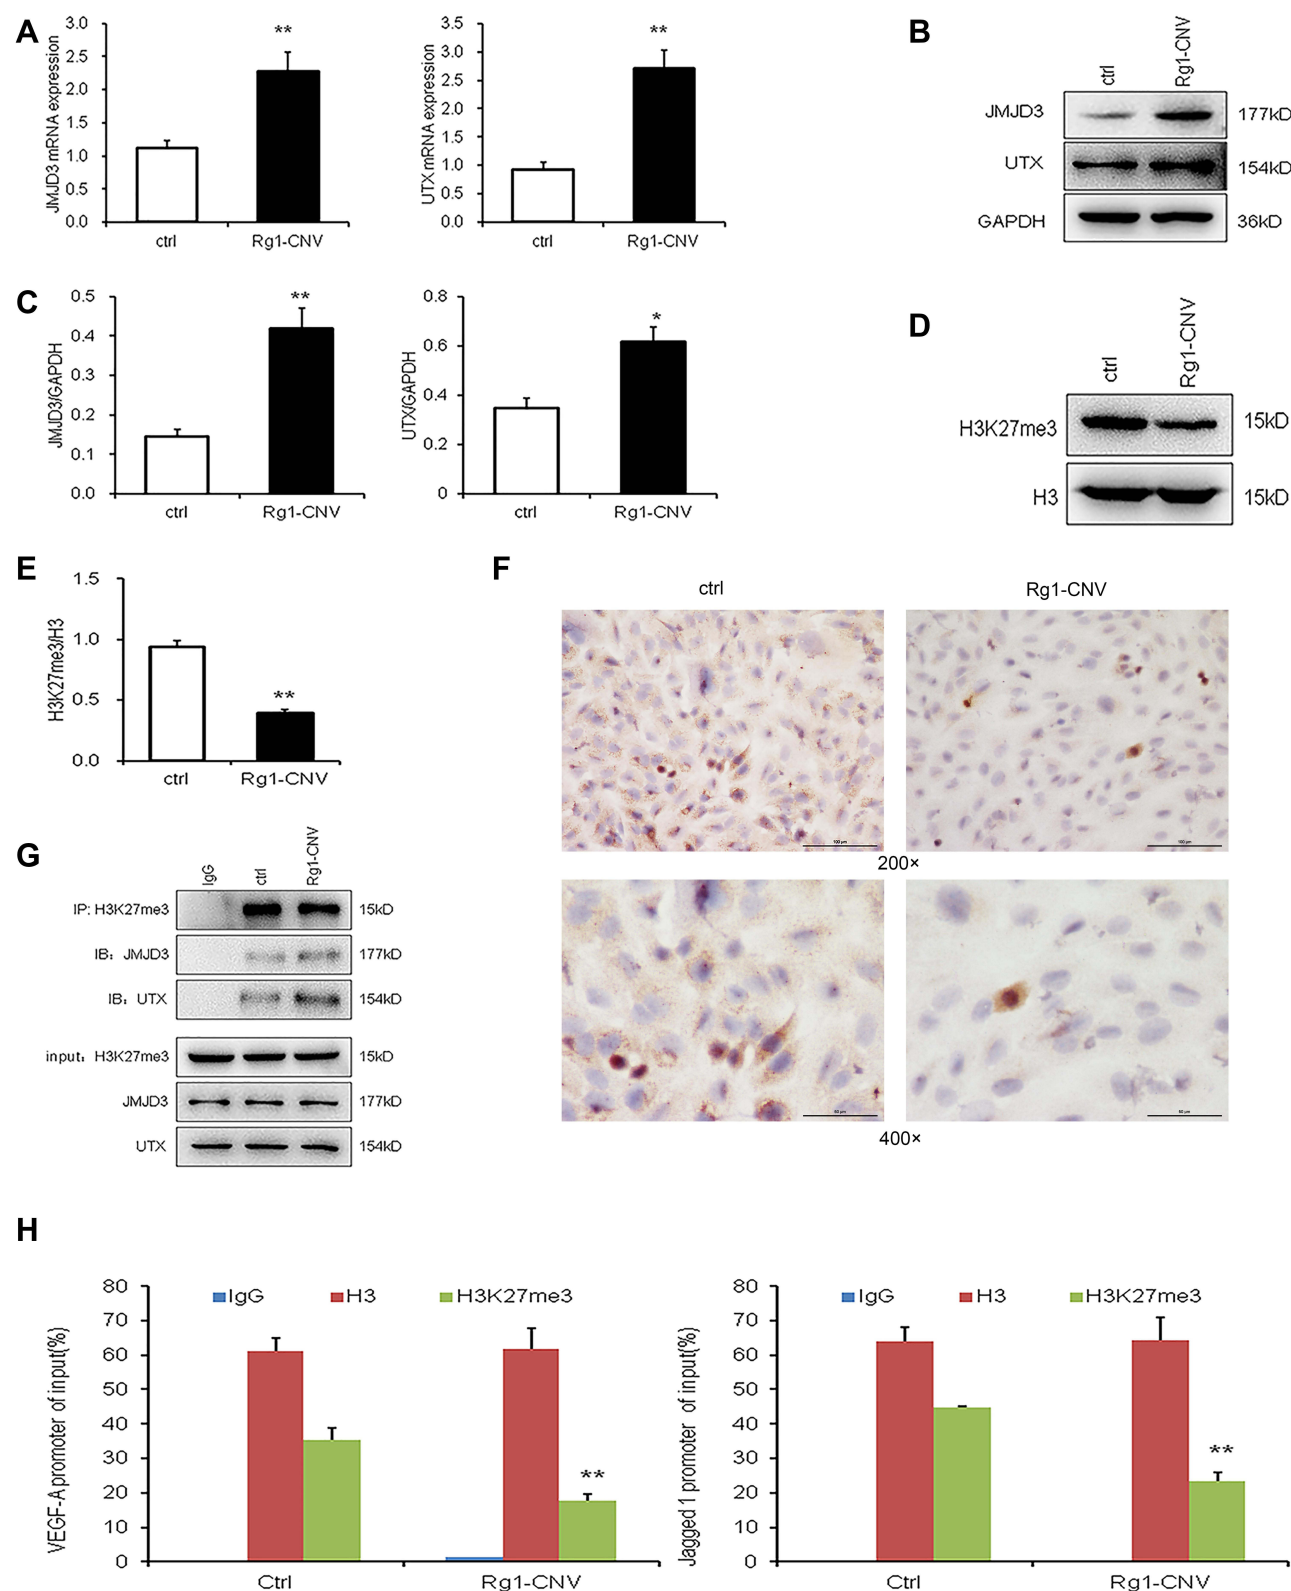 A
JMJD3 mRNA expression
3.0
2.5
2.0
1.5
1.0
0.5
0.0
**
ctrl
Rg1-CNV
UTX mRNA expression
3.5
3.0
2.5
2.0
1.5
1.0
0.5
0.0
**
ctrl
Rg1-CNV
B
ctrl
Rg1-CNV
JMJD3 177kD
UTX 154kD
GAPDH 36kD
C
JMJD3/GAPDH
0.5
0.4
0.3
0.2
0.1
0.0
**
ctrl
Rg1-CNV
UTX/GAPDH
0.8
0.6
0.4
0.2
0
*
ctrl
Rg1-CNV
D
ctrl
Rg1-CNV
H3K27me3 15kD
H3 15kD
E
H3K27me3/H3
1.5
1.0
0.5
0.0
**
ctrl
Rg1-CNV
F
ctrl
Rg1-CNV
100 μm
100 μm
200×
50 μm
50 μm
400×
G
IgG
ctrl
Rg1-CNV
IP: H3K27me3 15kD
IB: JMJD3 177kD
IB: UTX 154kD
input: H3K27me3 15kD
JMJD3 177kD
UTX 154kD
H
VEGF-A promoter of input(%)
80
70
60
50
40
30
20
10
0
IgG
H3
H3K27me3
**
Ctrl
Rg1-CNV
Jagged 1 promoter of input(%)
80
70
60
50
40
30
20
10
0
IgG
H3
H3K27me3
**
Ctrl
Rg1-CNV